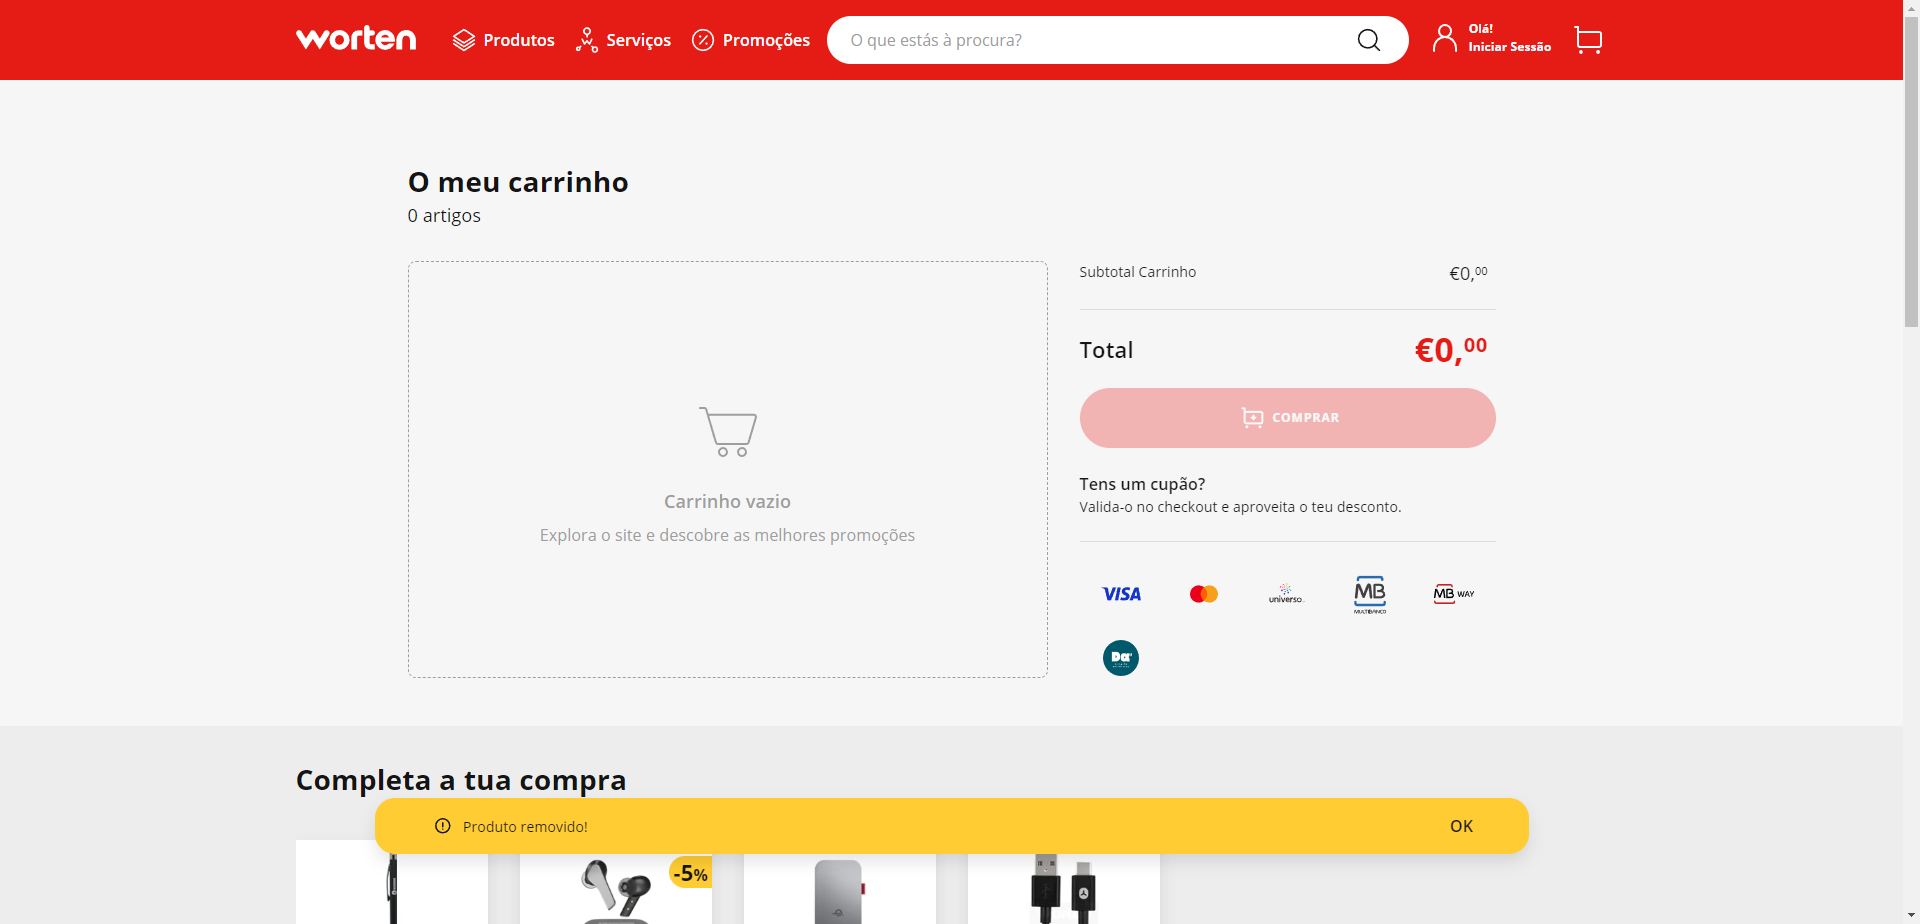 worten
Produtos
Serviços
Promoções
O que estás à procura?
Olá!
Iniciar Sessão
O meu carrinho
0 artigos
Carrinho vazio
Explora o site e descobre as melhores promoções
Subtotal Carrinho
€0,00
Total
€0,00
COMPRAR
Tens um cupão?
Valida-o no checkout e aproveita o teu desconto.
VISA
universo
MB
MULTIBANCO
MB WAY
Da
Completa a tua compra
Produto removido!
OK
-5%